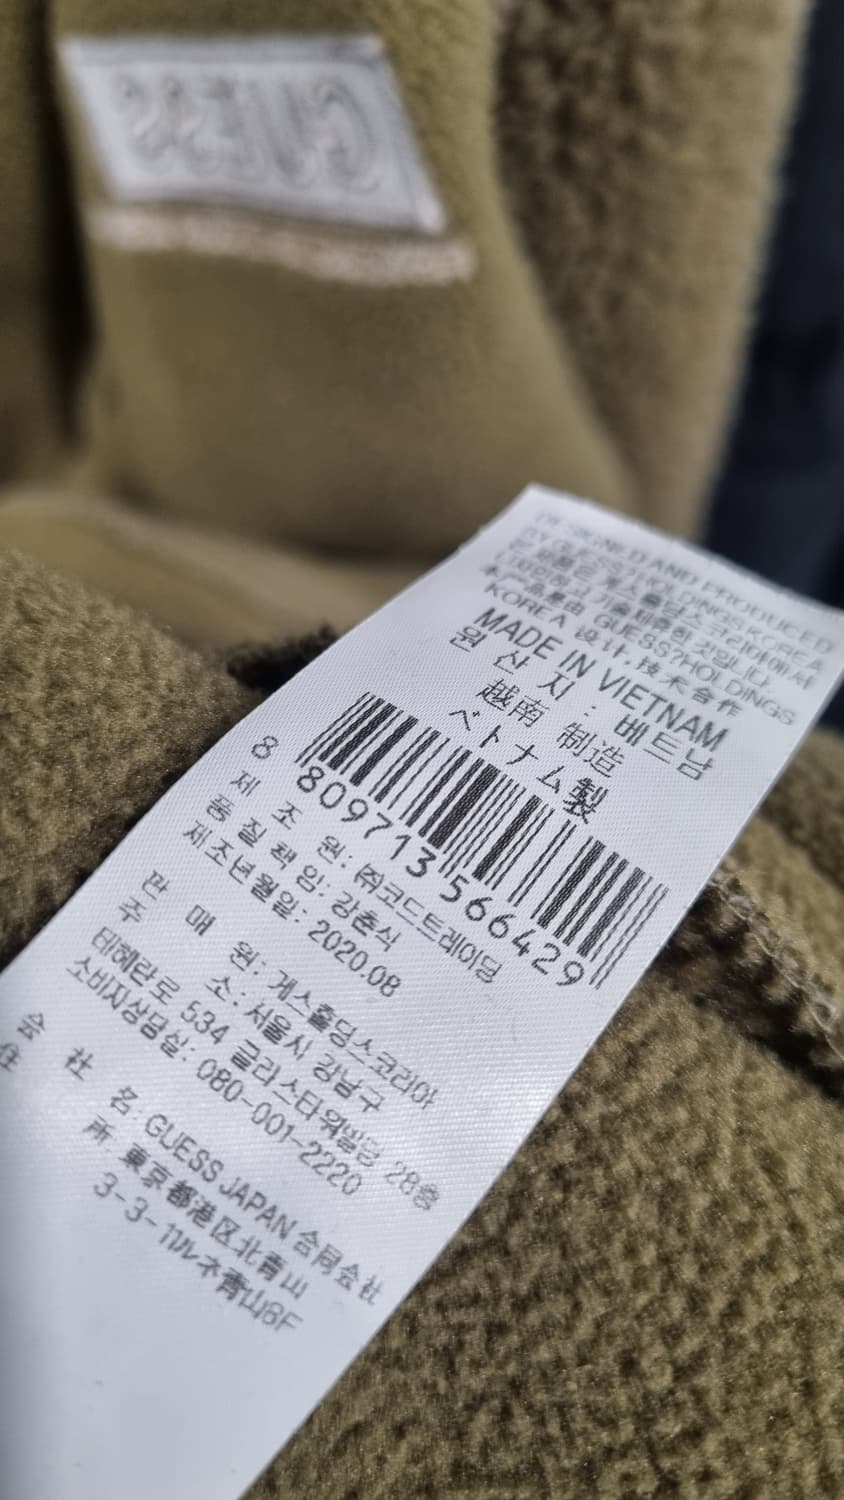 GUESS
DESIGNED AND PRODUCED
BY GUESS?HOLDINGS KOREA
본 제품은 게스홀딩스코리아에서
디자인하고 기술제휴한 것입니다.
本产品是由 GUESS?HOLDINGS
KOREA 设计,技术合作
MADE IN VIETNAM
원 산 지 : 베트남
越南 制造
ベトナム製
8
8 809713 566429
제 조 원: ㈜코드트레이딩
품 질 책 임: 강춘식
제조년월일: 2020.08
판 매 원: 게스홀딩스코리아
주 소: 서울시 강남구
테헤란로 534 글라스타워빌딩 28층
소비자상담실: 080-001-2220
会 社 名: GUESS JAPAN 合同会社
住 所: 東京都港区北青山
3-3-11ルネ青山6F